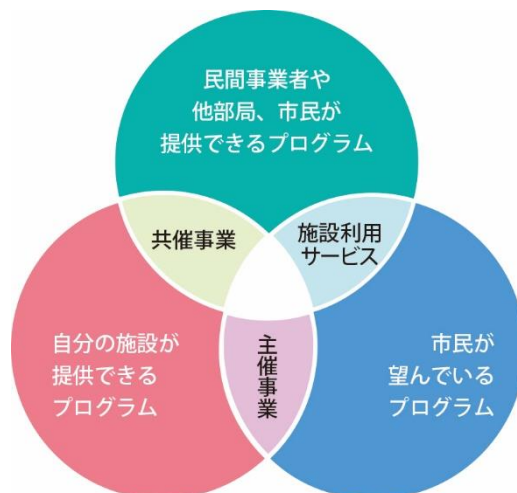 民間事業者や
他部局、市民が
提供できるプログラム
共催事業
施設利用
サービス
自分の施設が
提供できる
プログラム
主催事業
市民が
望んでいる
プログラム